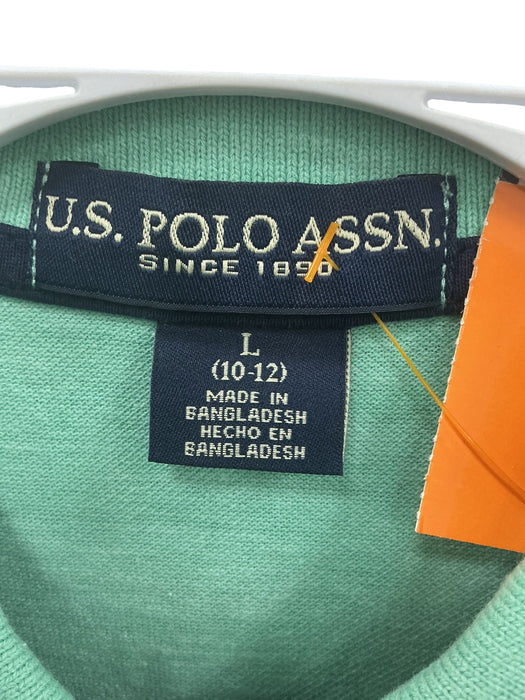 U.S. POLO ASSN.
SINCE 1890
L
(10-12)
MADE IN
BANGLADESH
HECHO EN
BANGLADESH